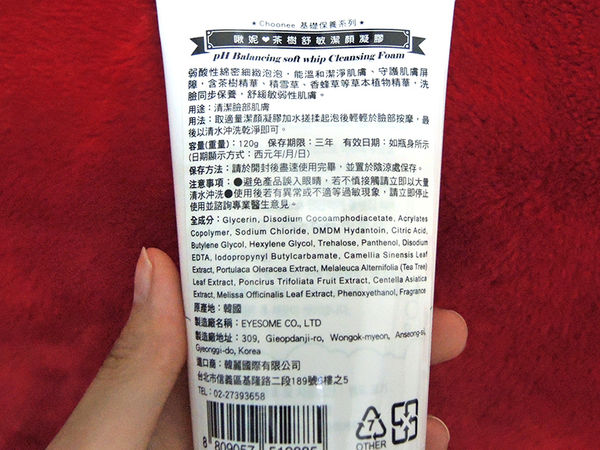 • Choonee 基礎保養系列 •
啾妮♥茶樹舒敏潔顏凝膠
pH Balancing soft whip Cleansing Foam
弱酸性綿密細緻泡泡，能溫和潔淨肌膚、守護肌膚屏
障，含茶樹精華、積雪草、香蜂草等草本植物精華，洗
臉同步保養、舒緩敏弱性肌膚。
用途：清潔臉部肌膚
用法：取適量潔顏凝膠加水搓揉起泡後輕輕於臉部按摩，最
後以清水沖洗乾淨即可。
容量(重量)：120g 保存期限：三年 有效日期：如瓶身所示
(日期顯示方式：西元年/月/日)
保存方法：請於開封後盡速使用完畢，並置於陰涼處保存。
注意事項：●避免產品誤入眼睛，若不慎接觸請立即以大量
清水沖洗●使用後若有異常或不適等過敏現象，請立即停止
使用並諮詢專業醫生意見。
全成分：Glycerin, Disodium Cocoamphodiacetate, Acrylates
Copolymer, Sodium Chloride, DMDM Hydantoin, Citric Acid,
Butylene Glycol, Hexylene Glycol, Trehalose, Panthenol, Disodium
EDTA, Iodopropynyl Butylcarbamate, Camellia Sinensis Leaf
Extract, Portulaca Oleracea Extract, Melaleuca Alternifolia (Tea Tree)
Leaf Extract, Poncirus Trifoliata Fruit Extract, Centella Asiatica
Extract, Melissa Officinalis Leaf Extract, Phenoxyethanol, Fragrance
原產地：韓國
製造廠名稱：EYESOME CO., LTD
製造廠地址：309, Gieopdanji-ro, Wongok-myeon, Anseong-si,
Gyeonggi-do, Korea
進口商：韓麗國際有限公司
台北市信義區基隆路二段189號9樓之5
TEL: 02-27393658
7
OTHER
8 809057